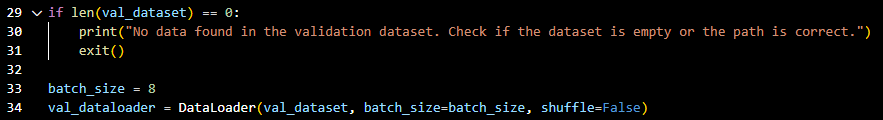 29 if len(val_dataset) == 0:
30     print("No data found in the validation dataset. Check if the dataset is empty or the path is correct.")
31     exit()
32
33 batch_size = 8
34 val_dataloader = DataLoader(val_dataset, batch_size=batch_size, shuffle=False)